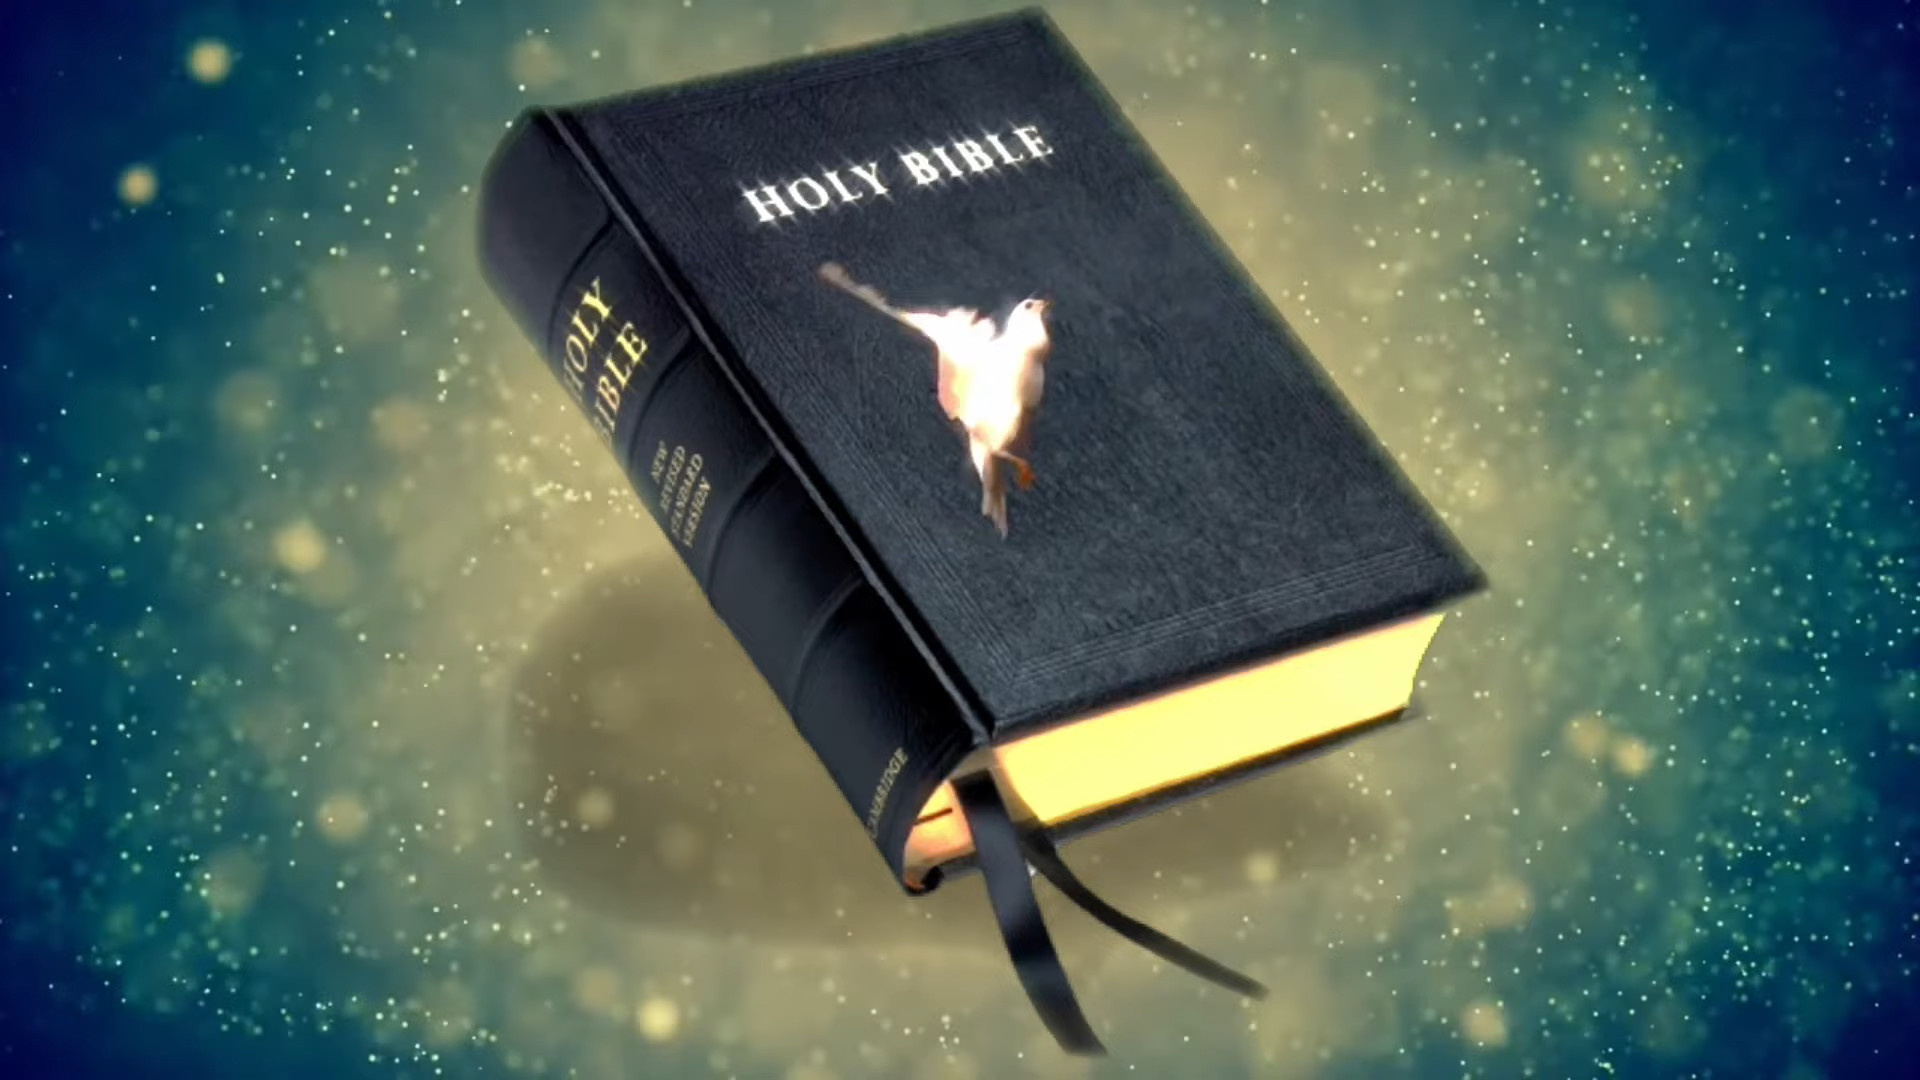 HOLY BIBLE
HOLY
BIBLE
NEW
REVISED
STANDARD
VERSION
CAMBRIDGE